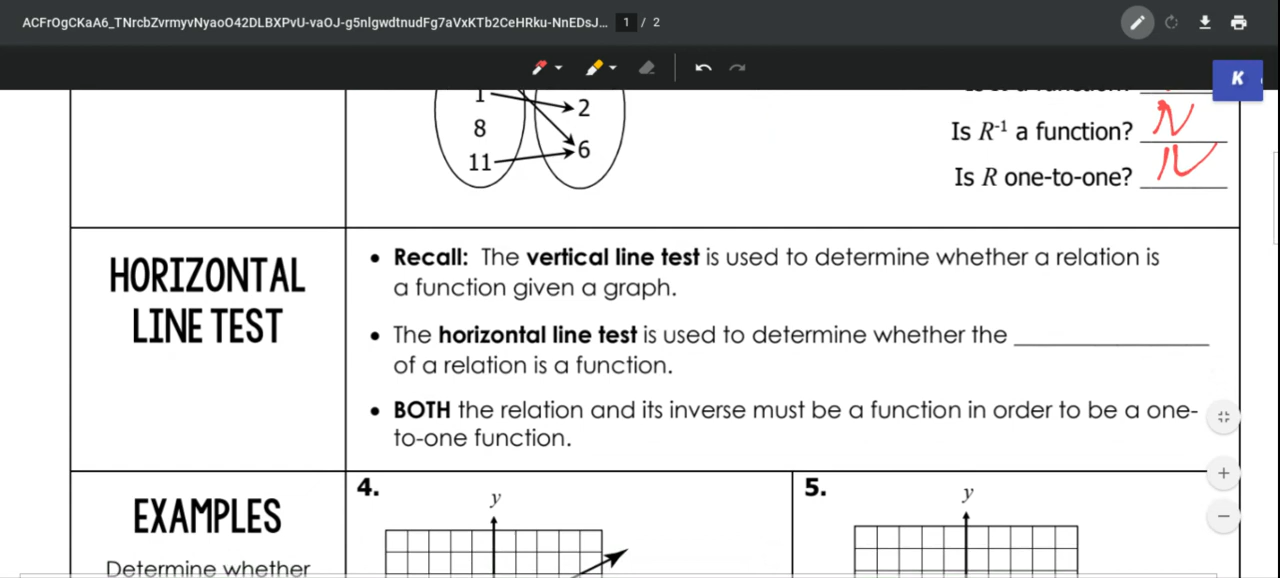 ACFrOgCKaA6_TNrcbZvrmyvNyaoO42DLBXPvU-vaOJ-g5nlgwdtnudFg7aVxKTb2CeHRku-NnEDsJ... 1 / 2
K
1 2
8
6
11
Is R-1 a function? N
Is R one-to-one? N
HORIZONTAL
LINE TEST
• Recall: The vertical line test is used to determine whether a relation is
a function given a graph.
• The horizontal line test is used to determine whether the ____________
of a relation is a function.
• BOTH the relation and its inverse must be a function in order to be a one-
to-one function.
EXAMPLES
Determine whether
4.
y
5.
y